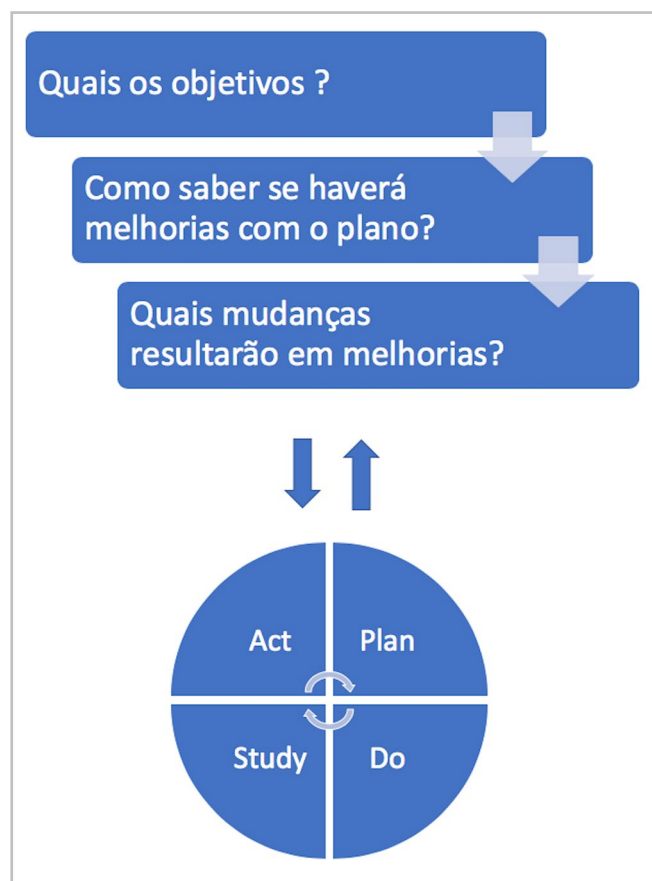 Quais os objetivos ?
Como saber se haverá
melhorias com o plano?
Quais mudanças
resultarão em melhorias?
Act
Plan
Study
Do